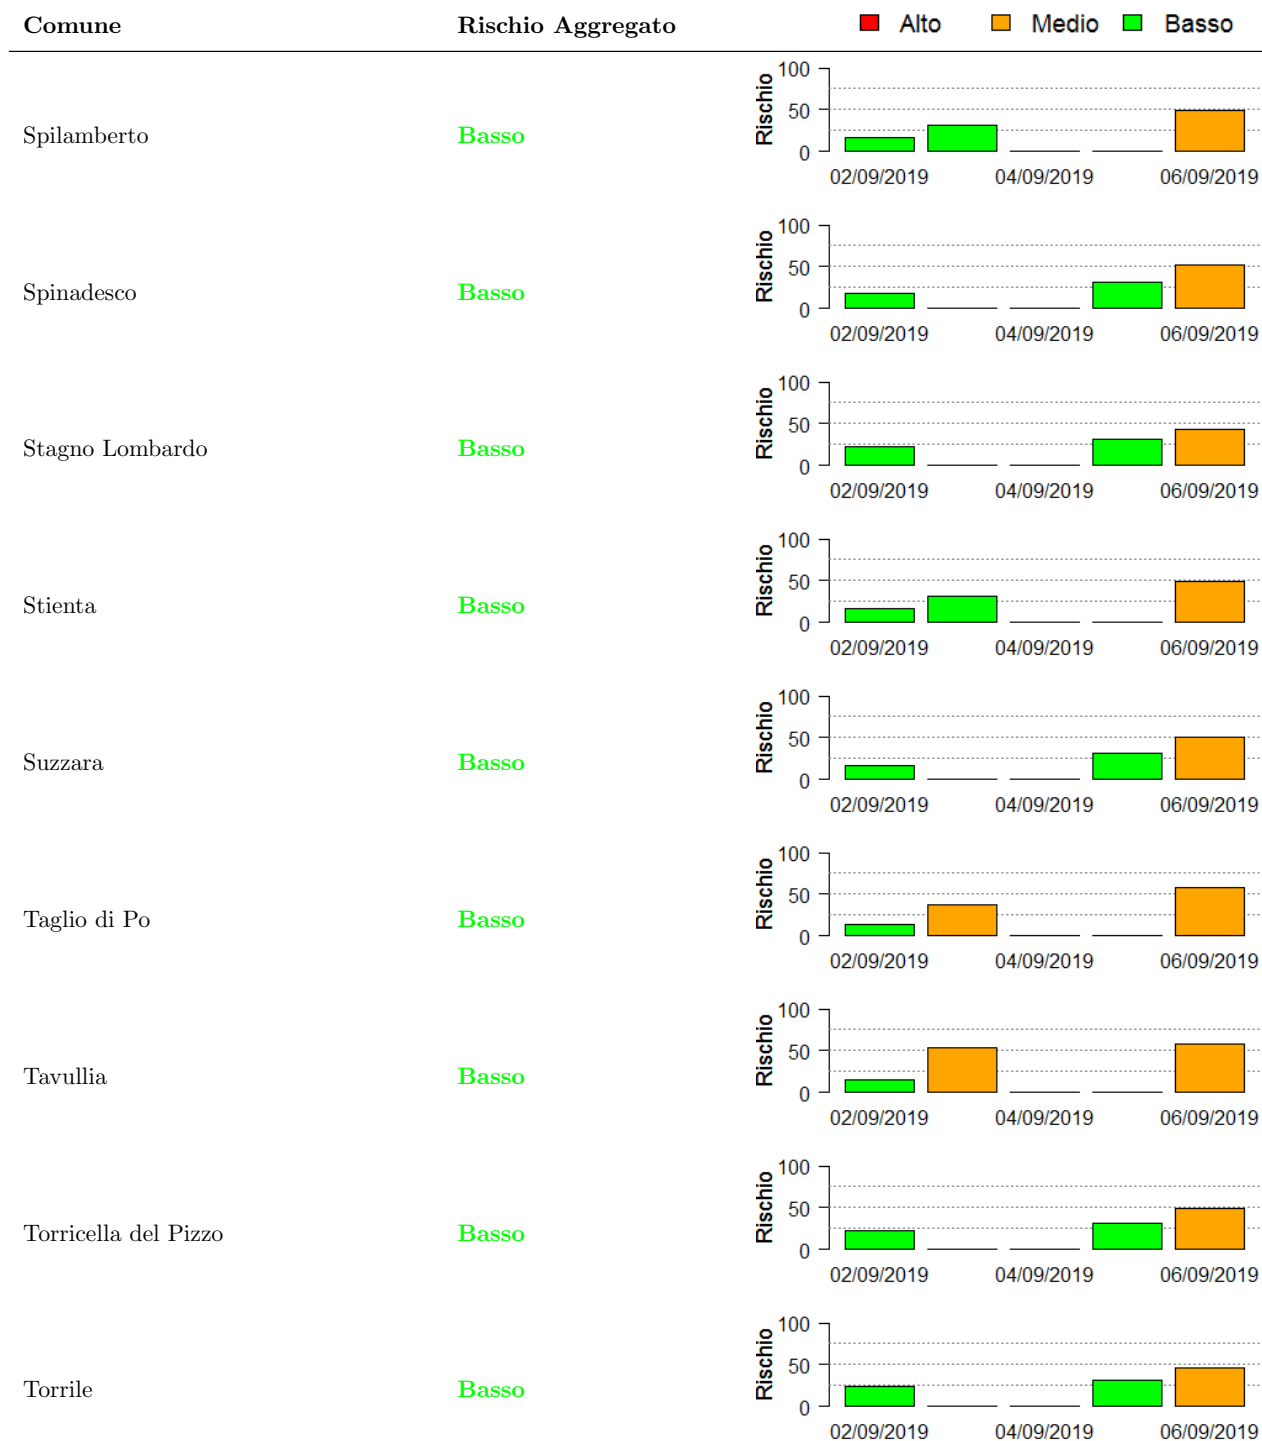 Comune Rischio Aggregato Alto Medio Basso
Spilamberto Basso Rischio 100 50 0
02/09/2019 04/09/2019 06/09/2019
Spinadesco Basso Rischio 100 50 0
02/09/2019 04/09/2019 06/09/2019
Stagno Lombardo Basso Rischio 100 50 0
02/09/2019 04/09/2019 06/09/2019
Stienta Basso Rischio 100 50 0
02/09/2019 04/09/2019 06/09/2019
Suzzara Basso Rischio 100 50 0
02/09/2019 04/09/2019 06/09/2019
Taglio di Po Basso Rischio 100 50 0
02/09/2019 04/09/2019 06/09/2019
Tavullia Basso Rischio 100 50 0
02/09/2019 04/09/2019 06/09/2019
Torricella del Pizzo Basso Rischio 100 50 0
02/09/2019 04/09/2019 06/09/2019
Torrile Basso Rischio 100 50 0
02/09/2019 04/09/2019 06/09/2019